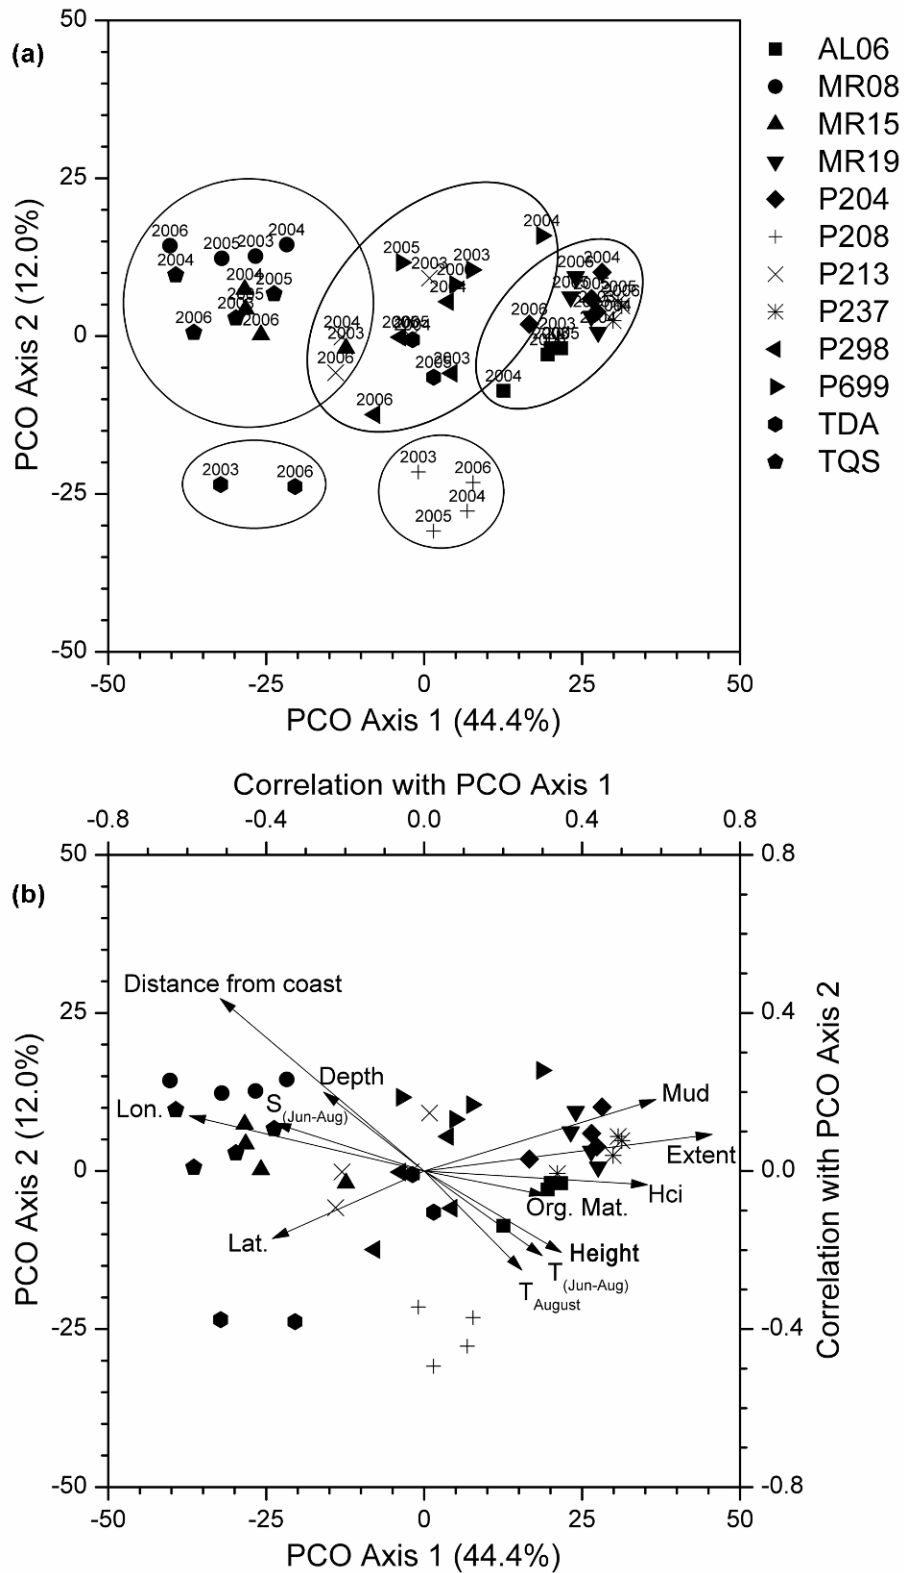 (a)
50
25
0
-25
-50
PCO Axis 2 (12.0%)
-50 -25 0 25 50
PCO Axis 1 (44.4%)
AL06
MR08
MR15
MR19
P204
P208
P213
P237
P298
P699
TDA
TQS
2006
2005
2003
2004
2004
2004
2005
2006
2006
2004
2005
2003
2003
2004
2004
2003
2006
2003
2006
2005
2003
2006
2004
2006
2004
2003
2006
2003
2006
2004
2005
(b)
Correlation with PCO Axis 1
-0.8 -0.4 0.0 0.4 0.8
50
25
0
-25
-50
PCO Axis 2 (12.0%)
0.8
0.4
0.0
-0.4
-0.8
Correlation with PCO Axis 2
Distance from coast
Depth
Lon.
S(Jun-Aug)
Mud
Extent
Hci
Org. Mat.
Lat.
Height
T(Jun-Aug)
TAugust
-50 -25 0 25 50
PCO Axis 1 (44.4%)